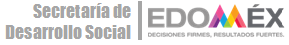 Secretaría de
Desarrollo Social
EDOMÉX
DECISIONES FIRMES, RESULTADOS FUERTES.